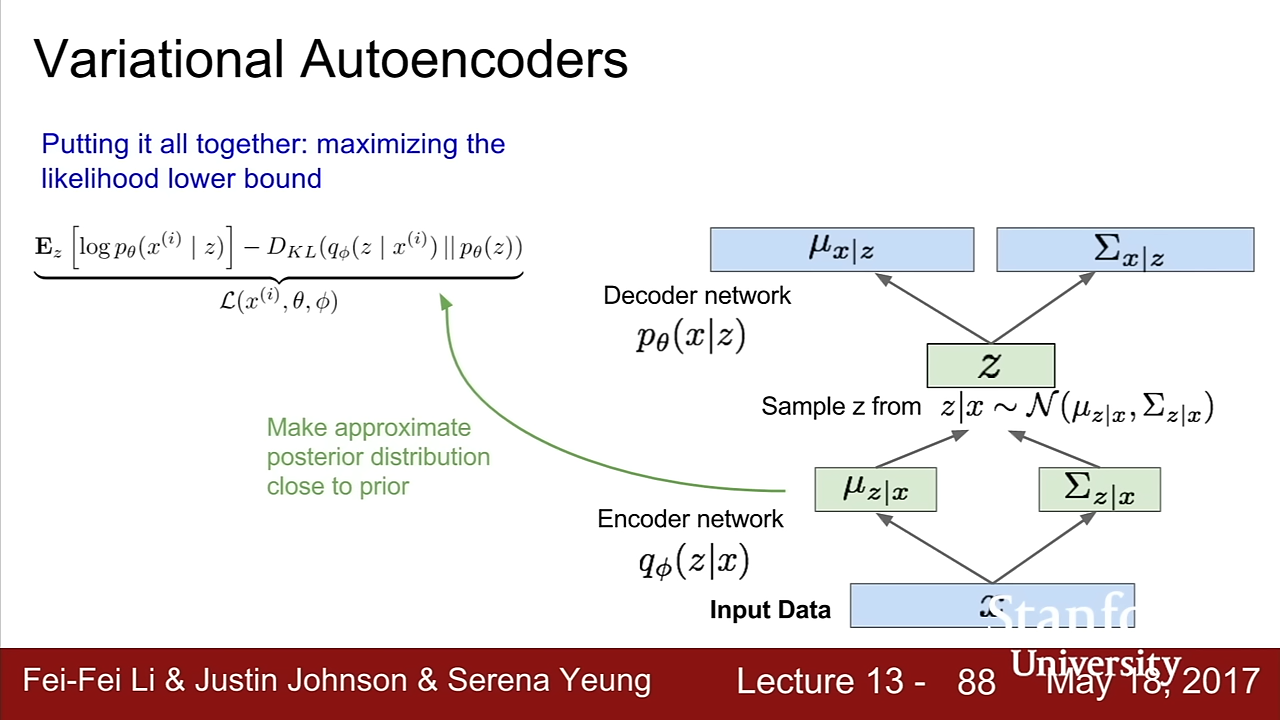 Variational Autoencoders
Putting it all together: maximizing the
likelihood lower bound
E_z [log p_θ(x^(i) | z)] − D_KL(q_φ(z | x^(i)) || p_θ(z))
ℒ(x^(i), θ, φ)
Make approximate
posterior distribution
close to prior
μ_x|z
Σ_x|z
Decoder network
p_θ(x|z)
z
Sample z from z|x ∼ 𝒩(μ_z|x, Σ_z|x)
μ_z|x
Σ_z|x
Encoder network
q_φ(z|x)
Input Data
x
Fei-Fei Li & Justin Johnson & Serena Yeung
Lecture 13 - 88
May 18, 2017
Stanfo
University